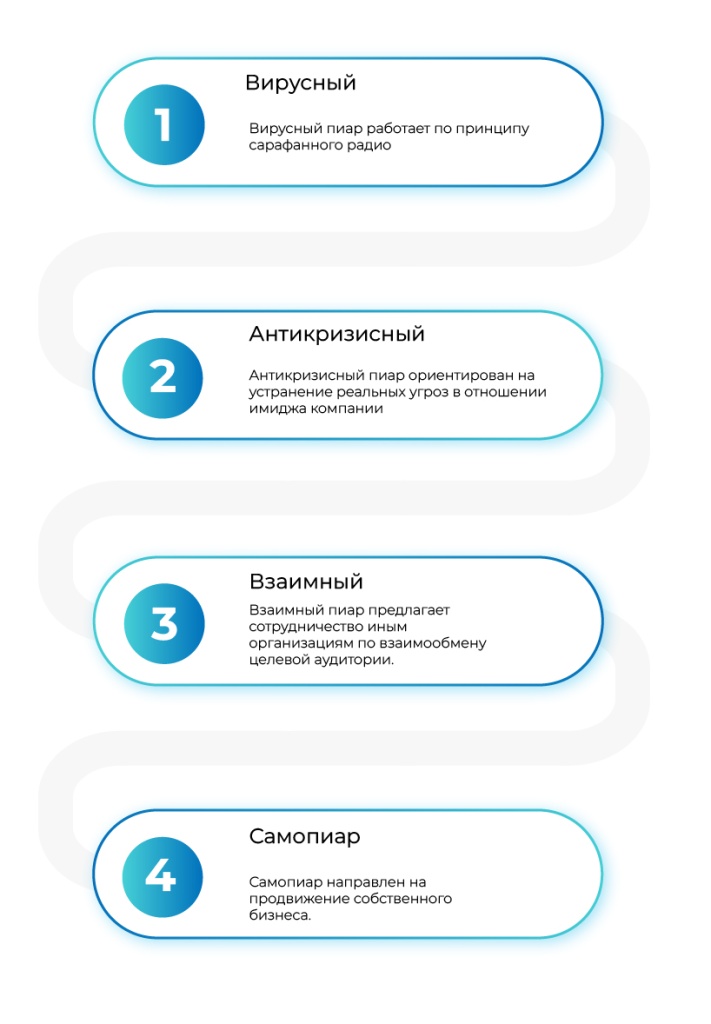 1
Вирусный
Вирусный пиар работает по принципу
сарафанного радио
2
Антикризисный
Антикризисный пиар ориентирован на
устранение реальных угроз в отношении
имиджа компании
3
Взаимный
Взаимный пиар предлагает
сотрудничество иным
организациям по взаимообмену
целевой аудитории.
4
Самопиар
Самопиар направлен на
продвижение собственного
бизнеса.